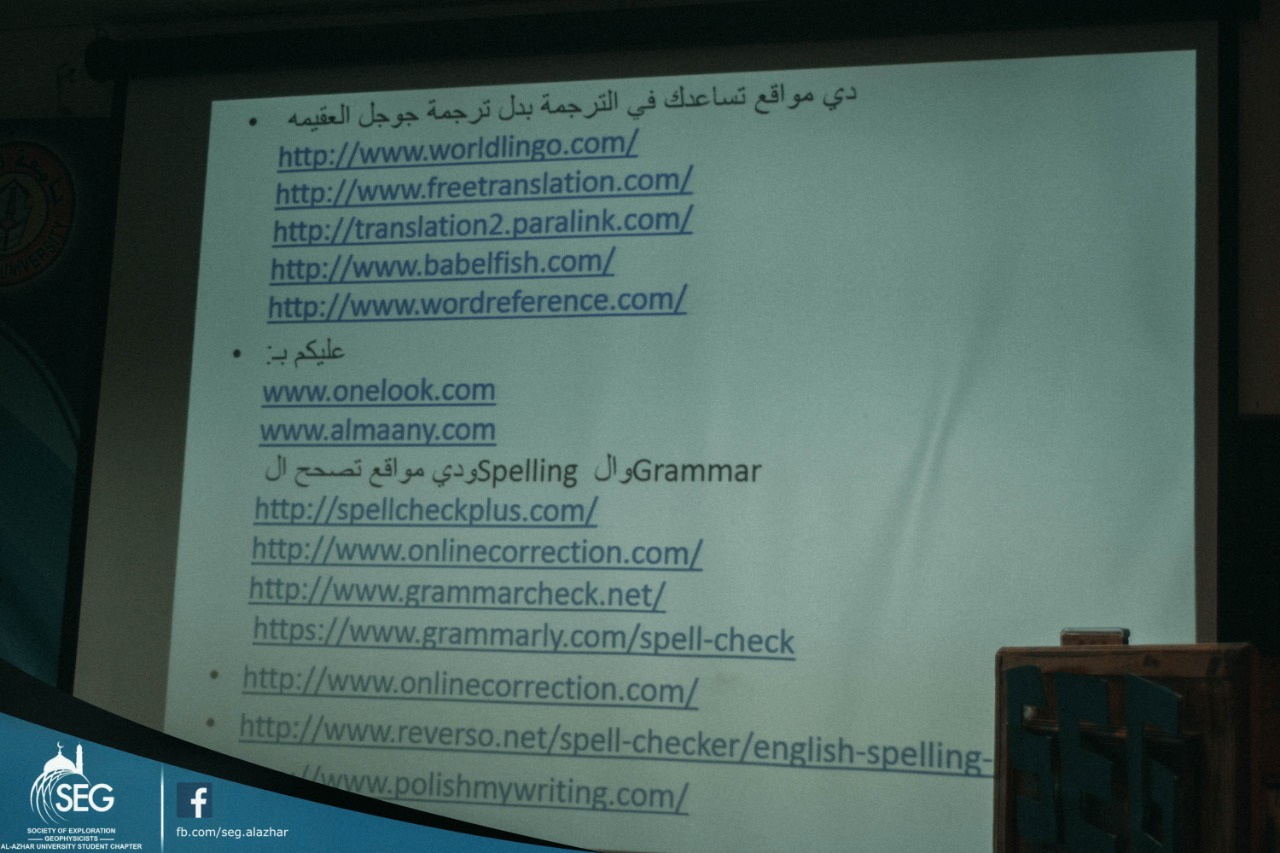 • دي مواقع تساعدك في الترجمة بدل ترجمة جوجل العقيمه
http://www.worldlingo.com/
http://www.freetranslation.com/
http://translation2.paralink.com/
http://www.babelfish.com/
http://www.wordreference.com/
• عليكم بـ:
www.onelook.com
www.almaany.com
ودي مواقع تصحح ال Spelling وال Grammar
http://spellcheckplus.com/
http://www.onlinecorrection.com/
http://www.grammarcheck.net/
https://www.grammarly.com/spell-check
• http://www.onlinecorrection.com/
• http://www.reverso.net/spell-checker/english-spelling-
/www.polishmywriting.com/
UNIVERSITY
SEG
SEG
SOCIETY OF EXPLORATION
GEOPHYSICISTS
AL-AZHAR UNIVERSITY STUDENT CHAPTER
f
fb.com/seg.alazhar